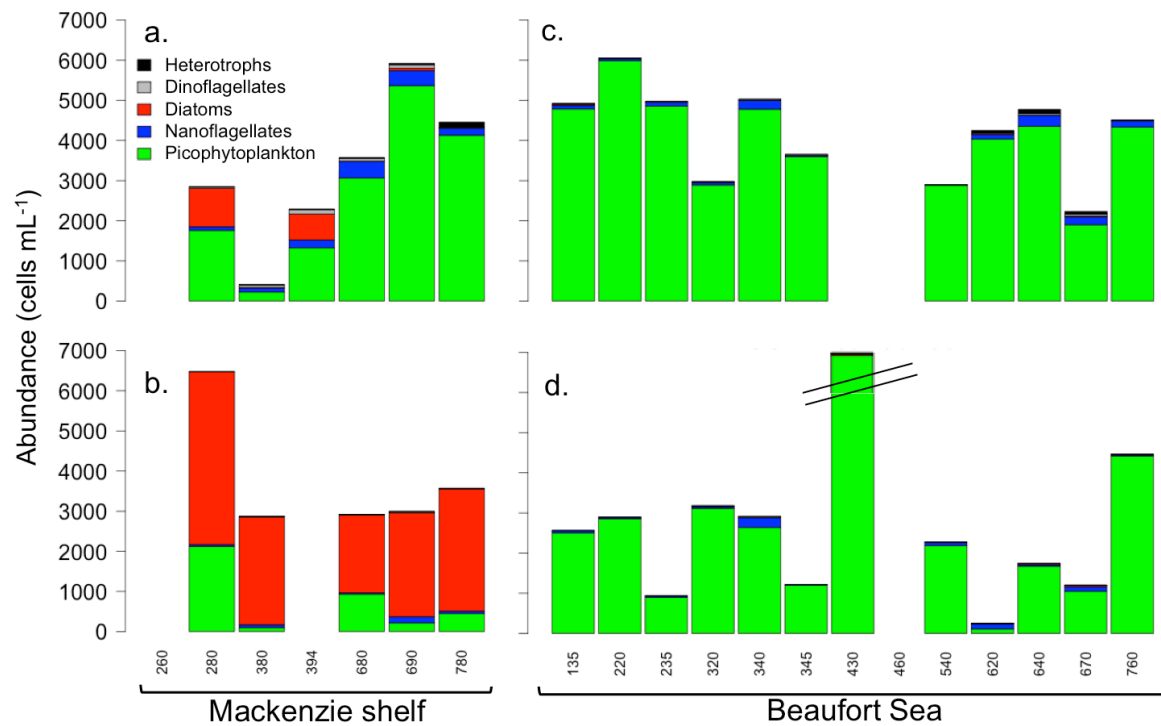 a.
7000
6000
5000
4000
3000
2000
1000
0
Heterotrophs
Dinoflagellates
Diatoms
Nanoflagellates
Picophytoplankton
c.
b.
7000
6000
5000
4000
3000
2000
1000
0
d.
Abundance (cells mL-1)
260 280 380 394 680 690 780
135 220 235 320 340 345 430 460 540 620 640 670 760
Mackenzie shelf
Beaufort Sea